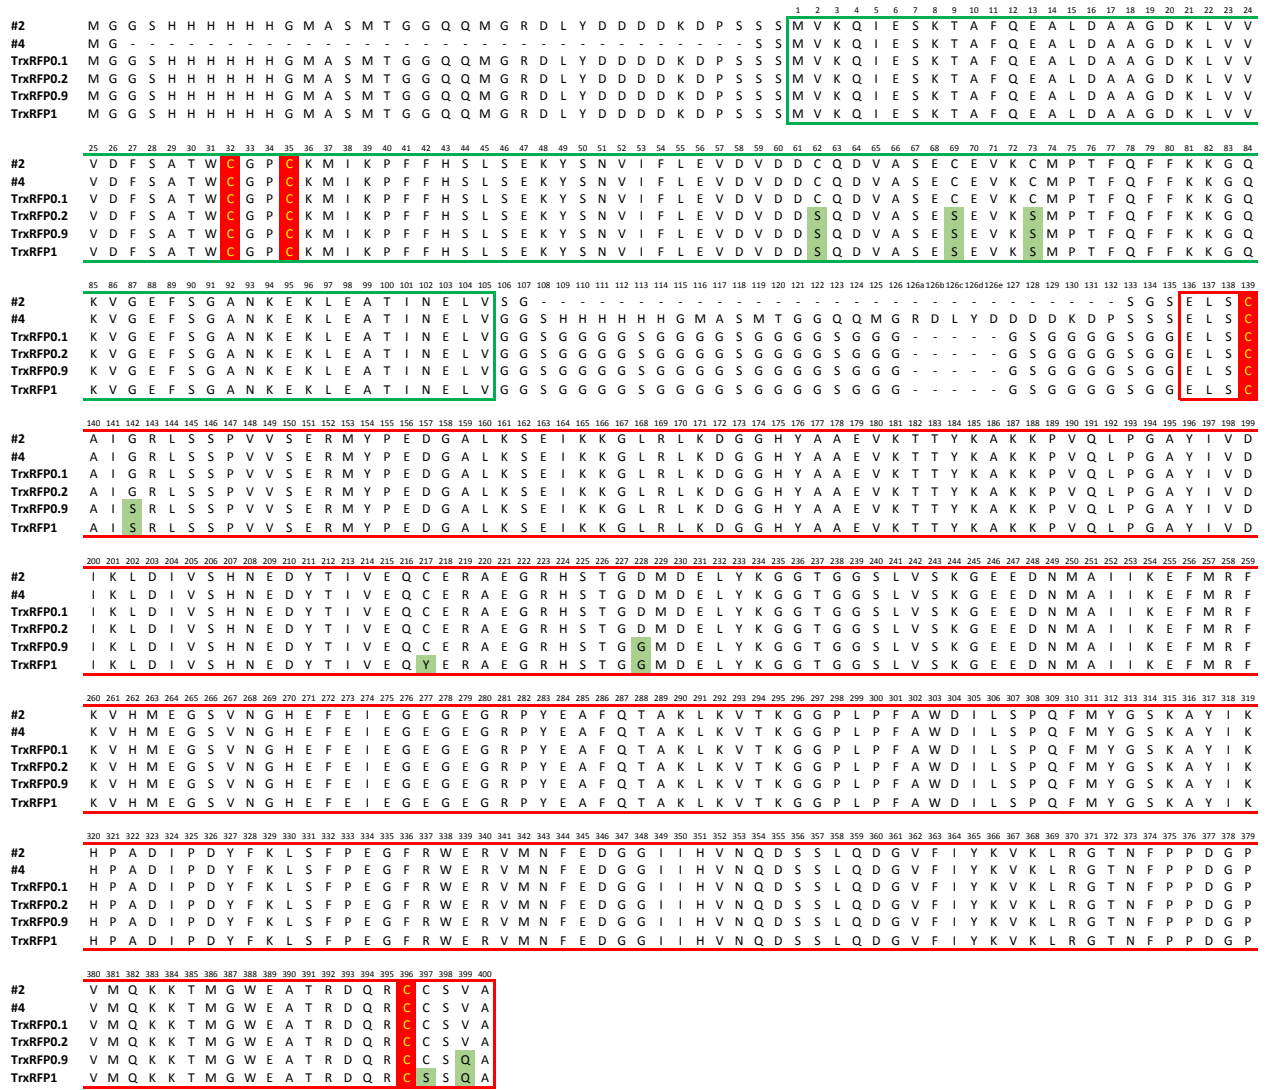 1 2 3 4 5 6 7 8 9 10 11 12 13 14 15 16 17 18 19 20 21 22 23 24
#2 M G G S H H H H H H G M A S M T G G Q Q M G R D L Y D D D D K D P S S S M V K Q I E S K T A F Q E A L D A A G D K L V V
#4 M G - - - - - - - - - - - - - - - - - - - - - - - - - - - - - - - - S S M V K Q I E S K T A F Q E A L D A A G D K L V V
TrxRFP0.1 M G G S H H H H H H G M A S M T G G Q Q M G R D L Y D D D D K D P S S S M V K Q I E S K T A F Q E A L D A A G D K L V V
TrxRFP0.2 M G G S H H H H H H G M A S M T G G Q Q M G R D L Y D D D D K D P S S S M V K Q I E S K T A F Q E A L D A A G D K L V V
TrxRFP0.9 M G G S H H H H H H G M A S M T G G Q Q M G R D L Y D D D D K D P S S S M V K Q I E S K T A F Q E A L D A A G D K L V V
TrxRFP1 M G G S H H H H H H G M A S M T G G Q Q M G R D L Y D D D D K D P S S S M V K Q I E S K T A F Q E A L D A A G D K L V V
25 26 27 28 29 30 31 32 33 34 35 36 37 38 39 40 41 42 43 44 45 46 47 48 49 50 51 52 53 54 55 56 57 58 59 60 61 62 63 64 65 66 67 68 69 70 71 72 73 74 75 76 77 78 79 80 81 82 83 84
#2 V D F S A T W C G P C K M I K P F F H S L S E K Y S N V I F L E V D V D D C Q D V A S E C E V K C M P T F Q F F K K G Q
#4 V D F S A T W C G P C K M I K P F F H S L S E K Y S N V I F L E V D V D D C Q D V A S E C E V K C M P T F Q F F K K G Q
TrxRFP0.1 V D F S A T W C G P C K M I K P F F H S L S E K Y S N V I F L E V D V D D C Q D V A S E C E V K C M P T F Q F F K K G Q
TrxRFP0.2 V D F S A T W C G P C K M I K P F F H S L S E K Y S N V I F L E V D V D D S Q D V A S E S E V K S M P T F Q F F K K G Q
TrxRFP0.9 V D F S A T W C G P C K M I K P F F H S L S E K Y S N V I F L E V D V D D S Q D V A S E S E V K S M P T F Q F F K K G Q
TrxRFP1 V D F S A T W C G P C K M I K P F F H S L S E K Y S N V I F L E V D V D D S Q D V A S E S E V K S M P T F Q F F K K G Q
85 86 87 88 89 90 91 92 93 94 95 96 97 98 99 100 101 102 103 104 105 106 107 108 109 110 111 112 113 114 115 116 117 118 119 120 121 122 123 124 125 126 126a 126b 126c 126d 126e 127 128 129 130 131 132 133 134 135 136 137 138 139
#2 K V G E F S G A N K E K L E A T I N E L V S G - - - - - - - - - - - - - - - - - - - - - - - - - - - - - - S G S E L S C
#4 K V G E F S G A N K E K L E A T I N E L V G G S H H H H H H G M A S M T G G Q Q M G R D L Y D D D D K D P S S S E L S C
TrxRFP0.1 K V G E F S G A N K E K L E A T I N E L V G G S G G G G S G G G G S G G G G S G G G - - - - - G S G G G G S G G E L S C
TrxRFP0.2 K V G E F S G A N K E K L E A T I N E L V G G S G G G G S G G G G S G G G G S G G G - - - - - G S G G G G S G G E L S C
TrxRFP0.9 K V G E F S G A N K E K L E A T I N E L V G G S G G G G S G G G G S G G G G S G G G - - - - - G S G G G G S G G E L S C
TrxRFP1 K V G E F S G A N K E K L E A T I N E L V G G S G G G G S G G G G S G G G G S G G G - - - - - G S G G G G S G G E L S C
140 141 142 143 144 145 146 147 148 149 150 151 152 153 154 155 156 157 158 159 160 161 162 163 164 165 166 167 168 169 170 171 172 173 174 175 176 177 178 179 180 181 182 183 184 185 186 187 188 189 190 191 192 193 194 195 196 197 198 199
#2 A I G R L S S P V V S E R M Y P E D G A L K S E I K K G L R L K D G G H Y A A E V K T T Y K A K K P V Q L P G A Y I V D
#4 A I G R L S S P V V S E R M Y P E D G A L K S E I K K G L R L K D G G H Y A A E V K T T Y K A K K P V Q L P G A Y I V D
TrxRFP0.1 A I G R L S S P V V S E R M Y P E D G A L K S E I K K G L R L K D G G H Y A A E V K T T Y K A K K P V Q L P G A Y I V D
TrxRFP0.2 A I G R L S S P V V S E R M Y P E D G A L K S E I K K G L R L K D G G H Y A A E V K T T Y K A K K P V Q L P G A Y I V D
TrxRFP0.9 A I S R L S S P V V S E R M Y P E D G A L K S E I K K G L R L K D G G H Y A A E V K T T Y K A K K P V Q L P G A Y I V D
TrxRFP1 A I S R L S S P V V S E R M Y P E D G A L K S E I K K G L R L K D G G H Y A A E V K T T Y K A K K P V Q L P G A Y I V D
200 201 202 203 204 205 206 207 208 209 210 211 212 213 214 215 216 217 218 219 220 221 222 223 224 225 226 227 228 229 230 231 232 233 234 235 236 237 238 239 240 241 242 243 244 245 246 247 248 249 250 251 252 253 254 255 256 257 258 259
#2 I K L D I V S H N E D Y T I V E Q C E R A E G R H S T G D M D E L Y K G G T G G S L V S K G E E D N M A I I K E F M R F
#4 I K L D I V S H N E D Y T I V E Q C E R A E G R H S T G D M D E L Y K G G T G G S L V S K G E E D N M A I I K E F M R F
TrxRFP0.1 I K L D I V S H N E D Y T I V E Q C E R A E G R H S T G D M D E L Y K G G T G G S L V S K G E E D N M A I I K E F M R F
TrxRFP0.2 I K L D I V S H N E D Y T I V E Q C E R A E G R H S T G D M D E L Y K G G T G G S L V S K G E E D N M A I I K E F M R F
TrxRFP0.9 I K L D I V S H N E D Y T I V E Q C E R A E G R H S T G G M D E L Y K G G T G G S L V S K G E E D N M A I I K E F M R F
TrxRFP1 I K L D I V S H N E D Y T I V E Q Y E R A E G R H S T G G M D E L Y K G G T G G S L V S K G E E D N M A I I K E F M R F
260 261 262 263 264 265 266 267 268 269 270 271 272 273 274 275 276 277 278 279 280 281 282 283 284 285 286 287 288 289 290 291 292 293 294 295 296 297 298 299 300 301 302 303 304 305 306 307 308 309 310 311 312 313 314 315 316 317 318 319
#2 K V H M E G S V N G H E F E I E G E G E G R P Y E A F Q T A K L K V T K G G P L P F A W D I L S P Q F M Y G S K A Y I K
#4 K V H M E G S V N G H E F E I E G E G E G R P Y E A F Q T A K L K V T K G G P L P F A W D I L S P Q F M Y G S K A Y I K
TrxRFP0.1 K V H M E G S V N G H E F E I E G E G E G R P Y E A F Q T A K L K V T K G G P L P F A W D I L S P Q F M Y G S K A Y I K
TrxRFP0.2 K V H M E G S V N G H E F E I E G E G E G R P Y E A F Q T A K L K V T K G G P L P F A W D I L S P Q F M Y G S K A Y I K
TrxRFP0.9 K V H M E G S V N G H E F E I E G E G E G R P Y E A F Q T A K L K V T K G G P L P F A W D I L S P Q F M Y G S K A Y I K
TrxRFP1 K V H M E G S V N G H E F E I E G E G E G R P Y E A F Q T A K L K V T K G G P L P F A W D I L S P Q F M Y G S K A Y I K
320 321 322 323 324 325 326 327 328 329 330 331 332 333 334 335 336 337 338 339 340 341 342 343 344 345 346 347 348 349 350 351 352 353 354 355 356 357 358 359 360 361 362 363 364 365 366 367 368 369 370 371 372 373 374 375 376 377 378 379
#2 H P A D I P D Y F K L S F P E G F R W E R V M N F E D G G I I H V N Q D S S L Q D G V F I Y K V K L R G T N F P P D G P
#4 H P A D I P D Y F K L S F P E G F R W E R V M N F E D G G I I H V N Q D S S L Q D G V F I Y K V K L R G T N F P P D G P
TrxRFP0.1 H P A D I P D Y F K L S F P E G F R W E R V M N F E D G G I I H V N Q D S S L Q D G V F I Y K V K L R G T N F P P D G P
TrxRFP0.2 H P A D I P D Y F K L S F P E G F R W E R V M N F E D G G I I H V N Q D S S L Q D G V F I Y K V K L R G T N F P P D G P
TrxRFP0.9 H P A D I P D Y F K L S F P E G F R W E R V M N F E D G G I I H V N Q D S S L Q D G V F I Y K V K L R G T N F P P D G P
TrxRFP1 H P A D I P D Y F K L S F P E G F R W E R V M N F E D G G I I H V N Q D S S L Q D G V F I Y K V K L R G T N F P P D G P
380 381 382 383 384 385 386 387 388 389 390 391 392 393 394 395 396 397 398 399 400
#2 V M Q K K T M G W E A T R D Q R C C S V A
#4 V M Q K K T M G W E A T R D Q R C C S V A
TrxRFP0.1 V M Q K K T M G W E A T R D Q R C C S V A
TrxRFP0.2 V M Q K K T M G W E A T R D Q R C C S V A
TrxRFP0.9 V M Q K K T M G W E A T R D Q R C C S Q A
TrxRFP1 V M Q K K T M G W E A T R D Q R C S S Q A